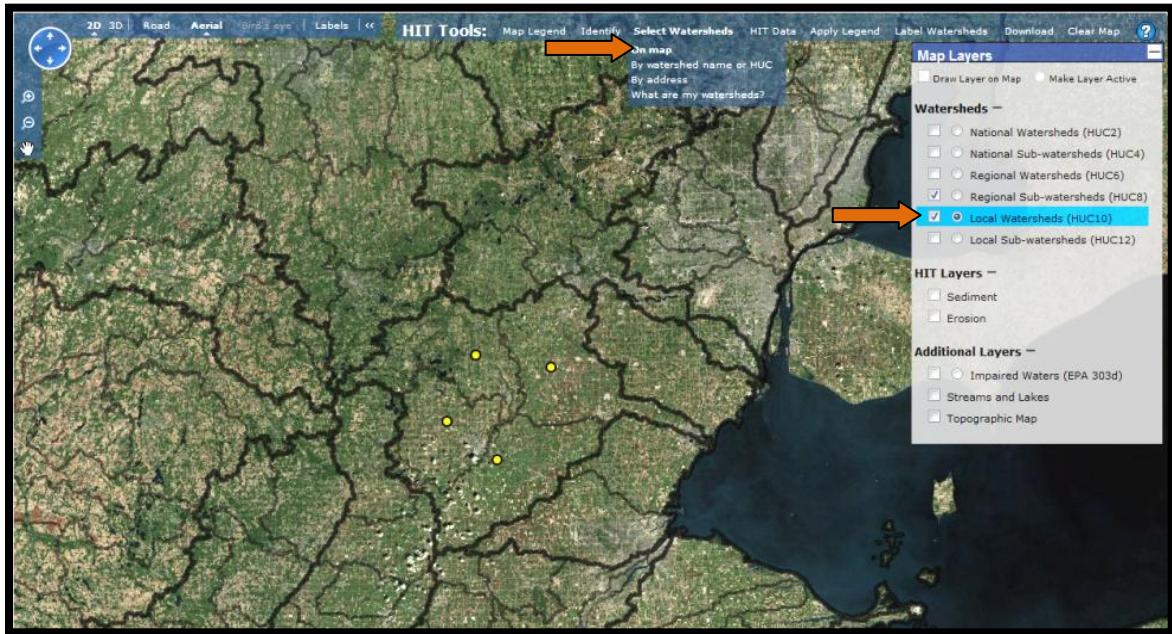 2D 3D Road Aerial Bird's eye Labels << HIT Tools: Map Legend Identify Select Watersheds HIT Data Apply Legend Label Watersheds Download Clear Map ?
On map
By watershed name or HUC
By address
What are my watersheds?
Map Layers
Draw Layer on Map Make Layer Active
Watersheds
National Watersheds (HUC2)
National Sub-watersheds (HUC4)
Regional Watersheds (HUC6)
Regional Sub-watersheds (HUC8)
Local Watersheds (HUC10)
Local Sub-watersheds (HUC12)
HIT Layers
Sediment
Erosion
Additional Layers
Impaired Waters (EPA 303d)
Streams and Lakes
Topographic Map